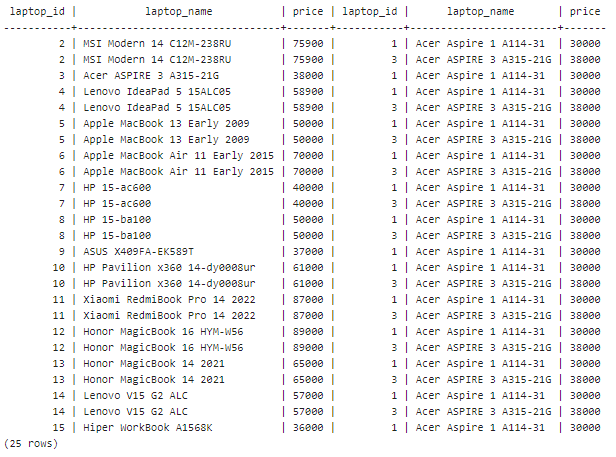 laptop_id | laptop_name | price | laptop_id | laptop_name | price
----------+-----------------------------+-------+-----------+------------------------+-------
2 | MSI Modern 14 C12M-238RU | 75900 | 1 | Acer Aspire 1 A114-31 | 30000
2 | MSI Modern 14 C12M-238RU | 75900 | 3 | Acer ASPIRE 3 A315-21G | 38000
3 | Acer ASPIRE 3 A315-21G | 38000 | 1 | Acer Aspire 1 A114-31 | 30000
4 | Lenovo IdeaPad 5 15ALC05 | 58900 | 1 | Acer Aspire 1 A114-31 | 30000
4 | Lenovo IdeaPad 5 15ALC05 | 58900 | 3 | Acer ASPIRE 3 A315-21G | 38000
5 | Apple MacBook 13 Early 2009 | 50000 | 1 | Acer Aspire 1 A114-31 | 30000
5 | Apple MacBook 13 Early 2009 | 50000 | 3 | Acer ASPIRE 3 A315-21G | 38000
6 | Apple MacBook Air 11 Early 2015 | 70000 | 1 | Acer Aspire 1 A114-31 | 30000
6 | Apple MacBook Air 11 Early 2015 | 70000 | 3 | Acer ASPIRE 3 A315-21G | 38000
7 | HP 15-ac600 | 40000 | 1 | Acer Aspire 1 A114-31 | 30000
7 | HP 15-ac600 | 40000 | 3 | Acer ASPIRE 3 A315-21G | 38000
8 | HP 15-ba100 | 50000 | 1 | Acer Aspire 1 A114-31 | 30000
8 | HP 15-ba100 | 50000 | 3 | Acer ASPIRE 3 A315-21G | 38000
9 | ASUS X409FA-EK589T | 37000 | 1 | Acer Aspire 1 A114-31 | 30000
10 | HP Pavilion x360 14-dy0008ur | 61000 | 1 | Acer Aspire 1 A114-31 | 30000
10 | HP Pavilion x360 14-dy0008ur | 61000 | 3 | Acer ASPIRE 3 A315-21G | 38000
11 | Xiaomi RedmiBook Pro 14 2022 | 87000 | 1 | Acer Aspire 1 A114-31 | 30000
11 | Xiaomi RedmiBook Pro 14 2022 | 87000 | 3 | Acer ASPIRE 3 A315-21G | 38000
12 | Honor MagicBook 16 HYM-W56 | 89000 | 1 | Acer Aspire 1 A114-31 | 30000
12 | Honor MagicBook 16 HYM-W56 | 89000 | 3 | Acer ASPIRE 3 A315-21G | 38000
13 | Honor MagicBook 14 2021 | 65000 | 1 | Acer Aspire 1 A114-31 | 30000
13 | Honor MagicBook 14 2021 | 65000 | 3 | Acer ASPIRE 3 A315-21G | 38000
14 | Lenovo V15 G2 ALC | 57000 | 1 | Acer Aspire 1 A114-31 | 30000
14 | Lenovo V15 G2 ALC | 57000 | 3 | Acer ASPIRE 3 A315-21G | 38000
15 | Hiper WorkBook A1568K | 36000 | 1 | Acer Aspire 1 A114-31 | 30000
(25 rows)